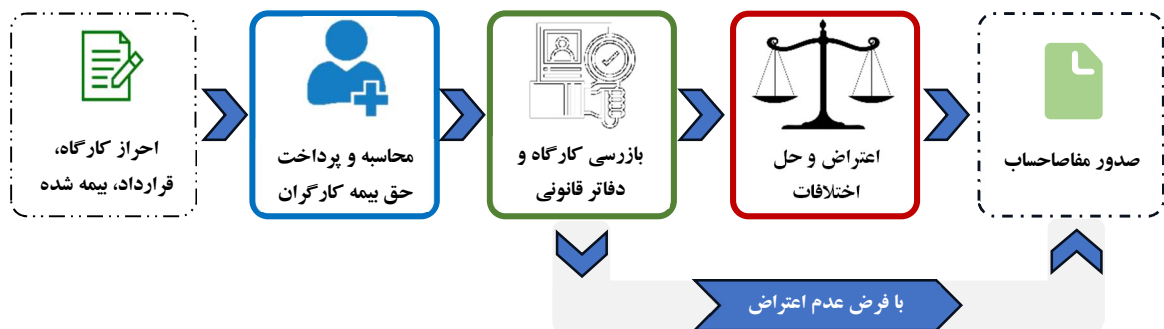 احراز کارگاه،
قرارداد، بیمه شده
محاسبه و پرداخت
حق بیمه کارگران
بازرسی کارگاه و
دفاتر قانونی
اعتراض و حل
اختلافات
صدور مفاصاحساب
با فرض عدم اعتراض